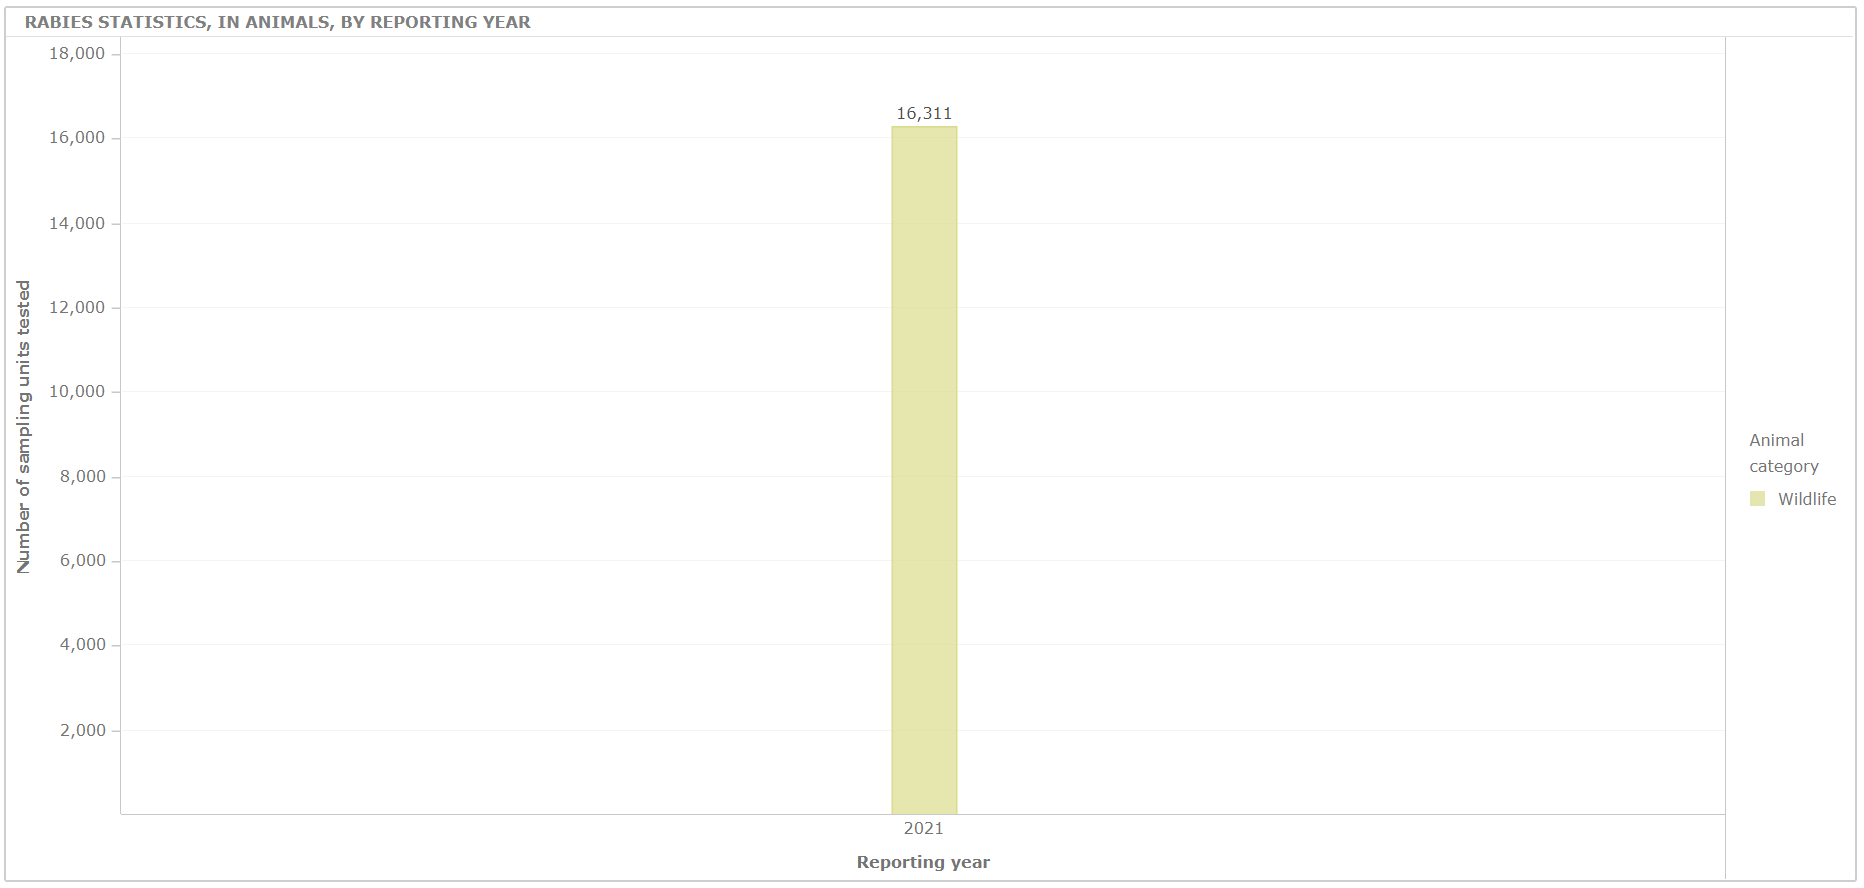 RABIES STATISTICS, IN ANIMALS, BY REPORTING YEAR
18,000
16,000
14,000
12,000
10,000
8,000
6,000
4,000
2,000
Number of sampling units tested
16,311
2021
Reporting year
Animal
category
Wildlife